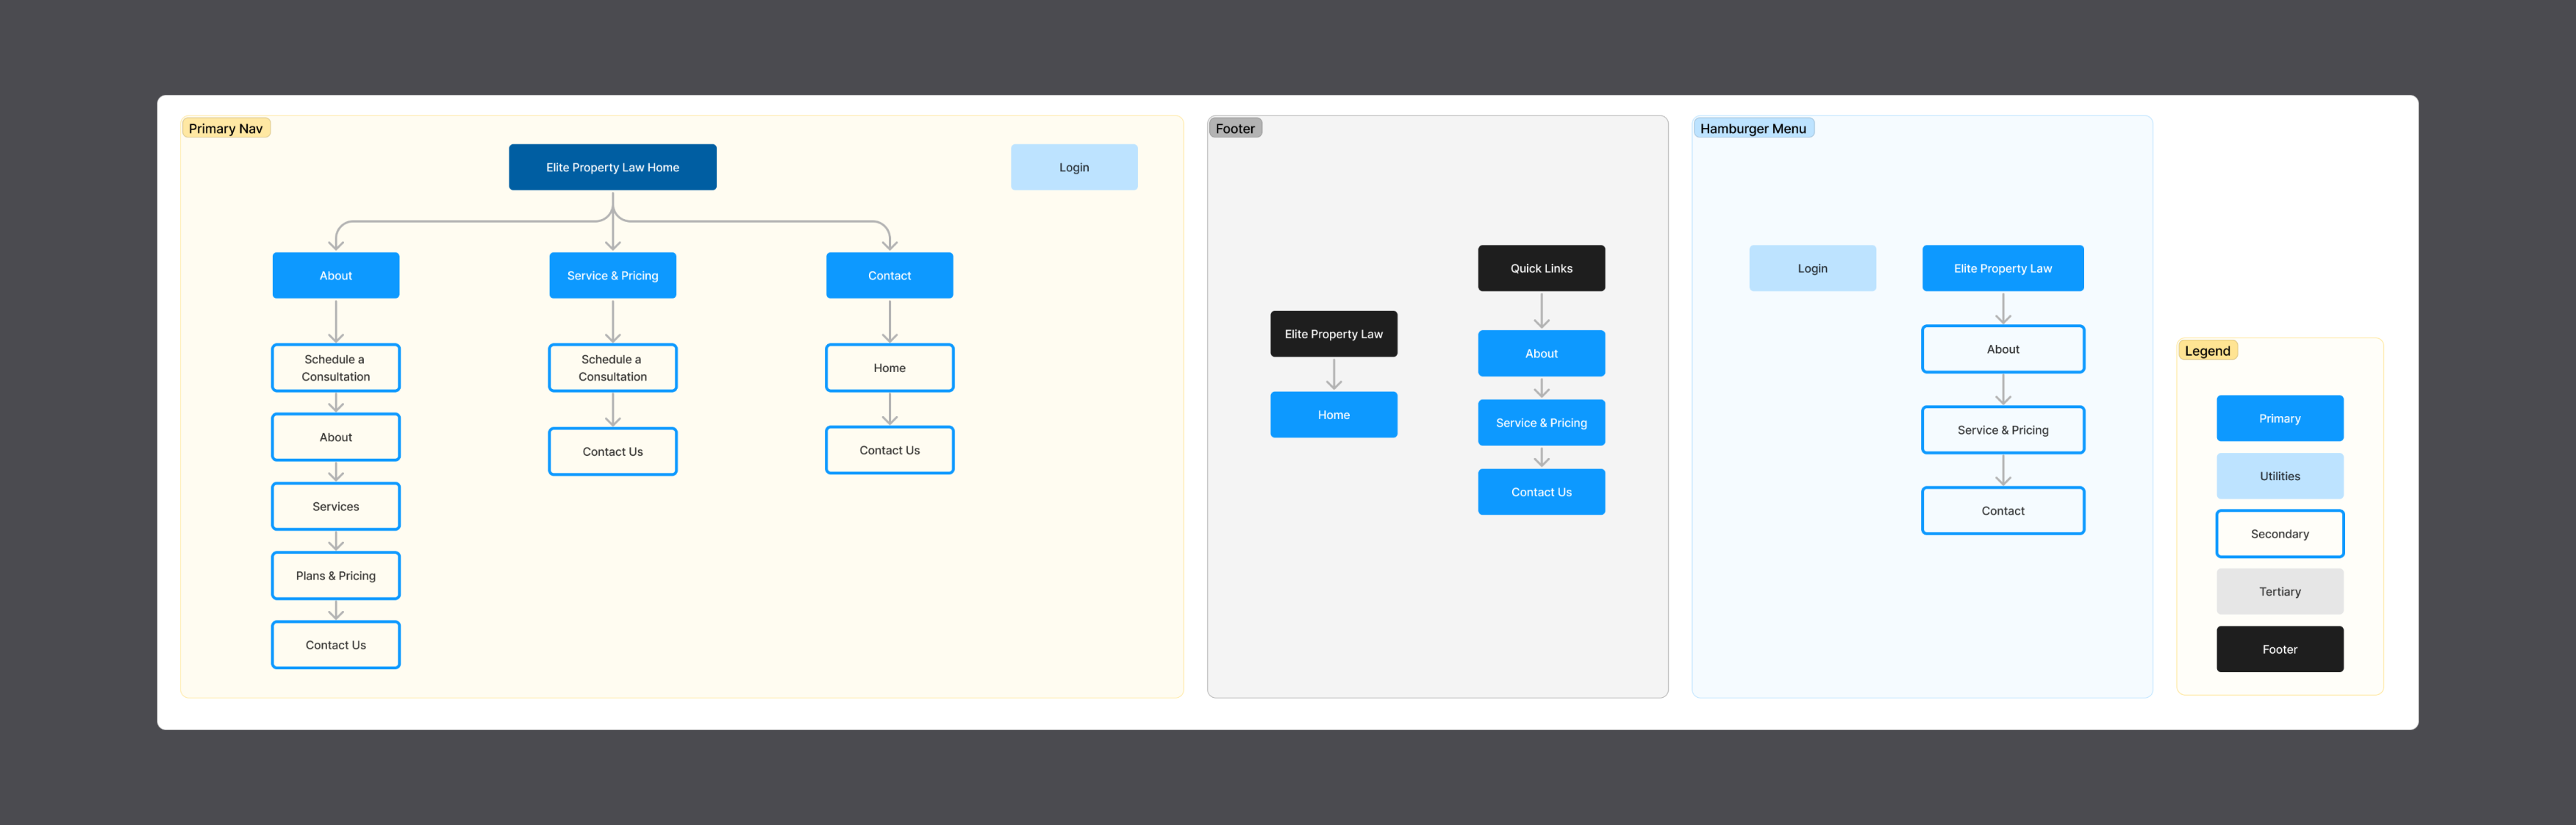 Primary Nav
Elite Property Law Home
Login
About
Service & Pricing
Contact
Schedule a
Consultation
About
Services
Plans & Pricing
Contact Us
Schedule a
Consultation
Contact Us
Home
Contact Us
Footer
Elite Property Law
Home
Quick Links
About
Service & Pricing
Contact Us
Hamburger Menu
Login
Elite Property Law
About
Service & Pricing
Contact
Legend
Primary
Utilities
Secondary
Tertiary
Footer